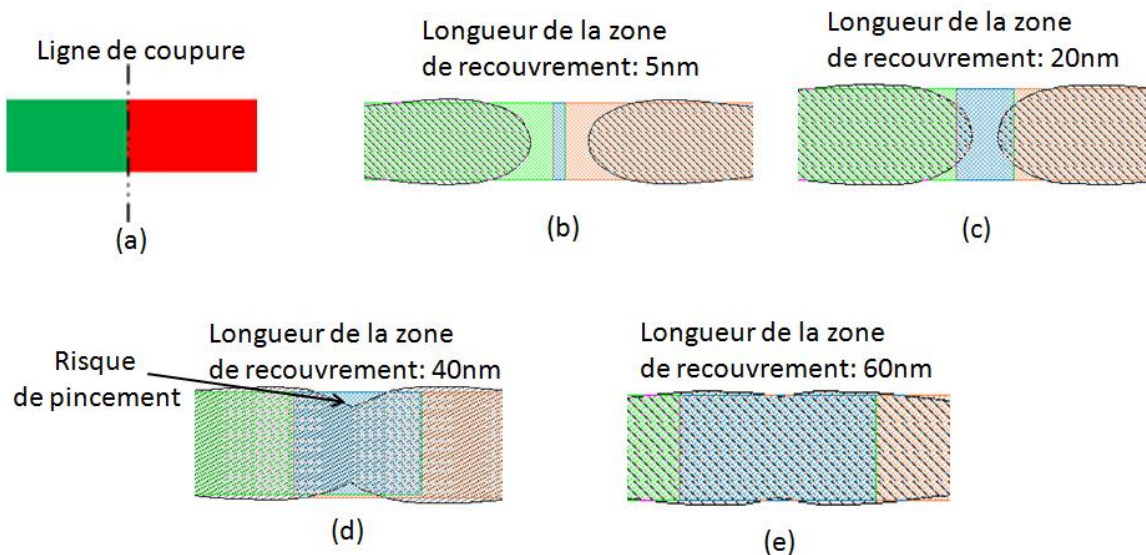 Ligne de coupure
(a)
Longueur de la zone
de recouvrement: 5nm
(b)
Longueur de la zone
de recouvrement: 20nm
(c)
Risque
de pincement
Longueur de la zone
de recouvrement: 40nm
(d)
Longueur de la zone
de recouvrement: 60nm
(e)